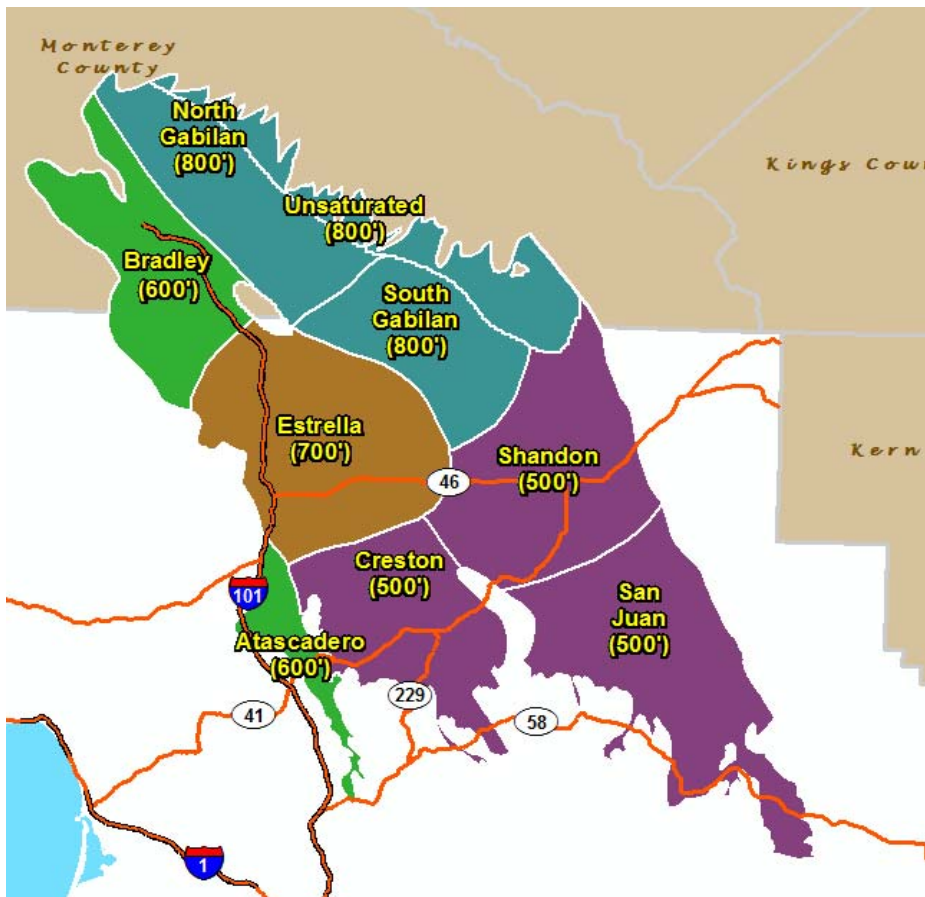 Monterey
County
North
Gabilan
(800')
Kings Cou
Unsaturated
(800')
Bradley
(600')
South
Gabilan
(800')
Estrella
(700')
Shandon
(500')
Kern
46
Creston
(500')
101
San
Juan
(500')
Atascadero
(600')
229
41
58
1